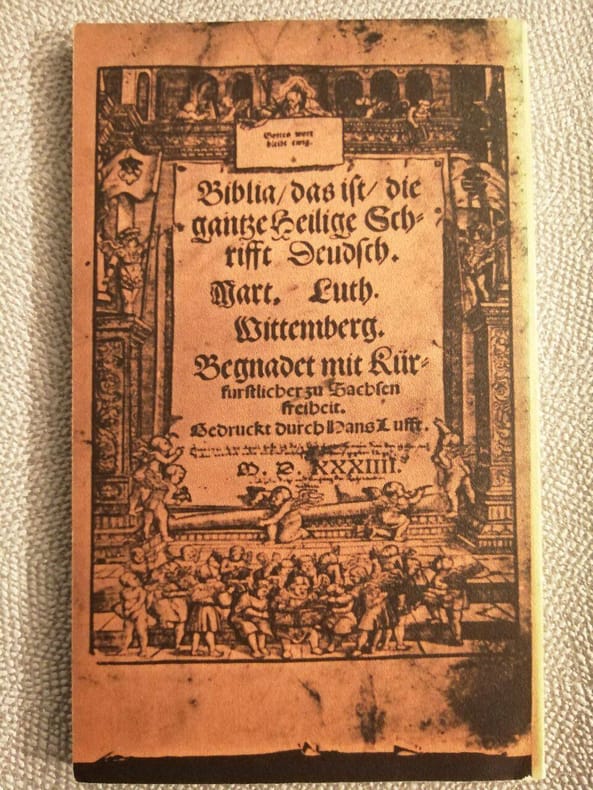 Gottes wort
bleibt ewig.
Biblia/ das ist/ die
gantze Heilige Sch-
rifft Deudsch.
Mart. Luth.
Wittemberg.
Begnadet mit Kür-
furstlicher zu Sachsen
freiheit.
Gedruckt durch Hans Lufft.
M. D. XXXIIII.